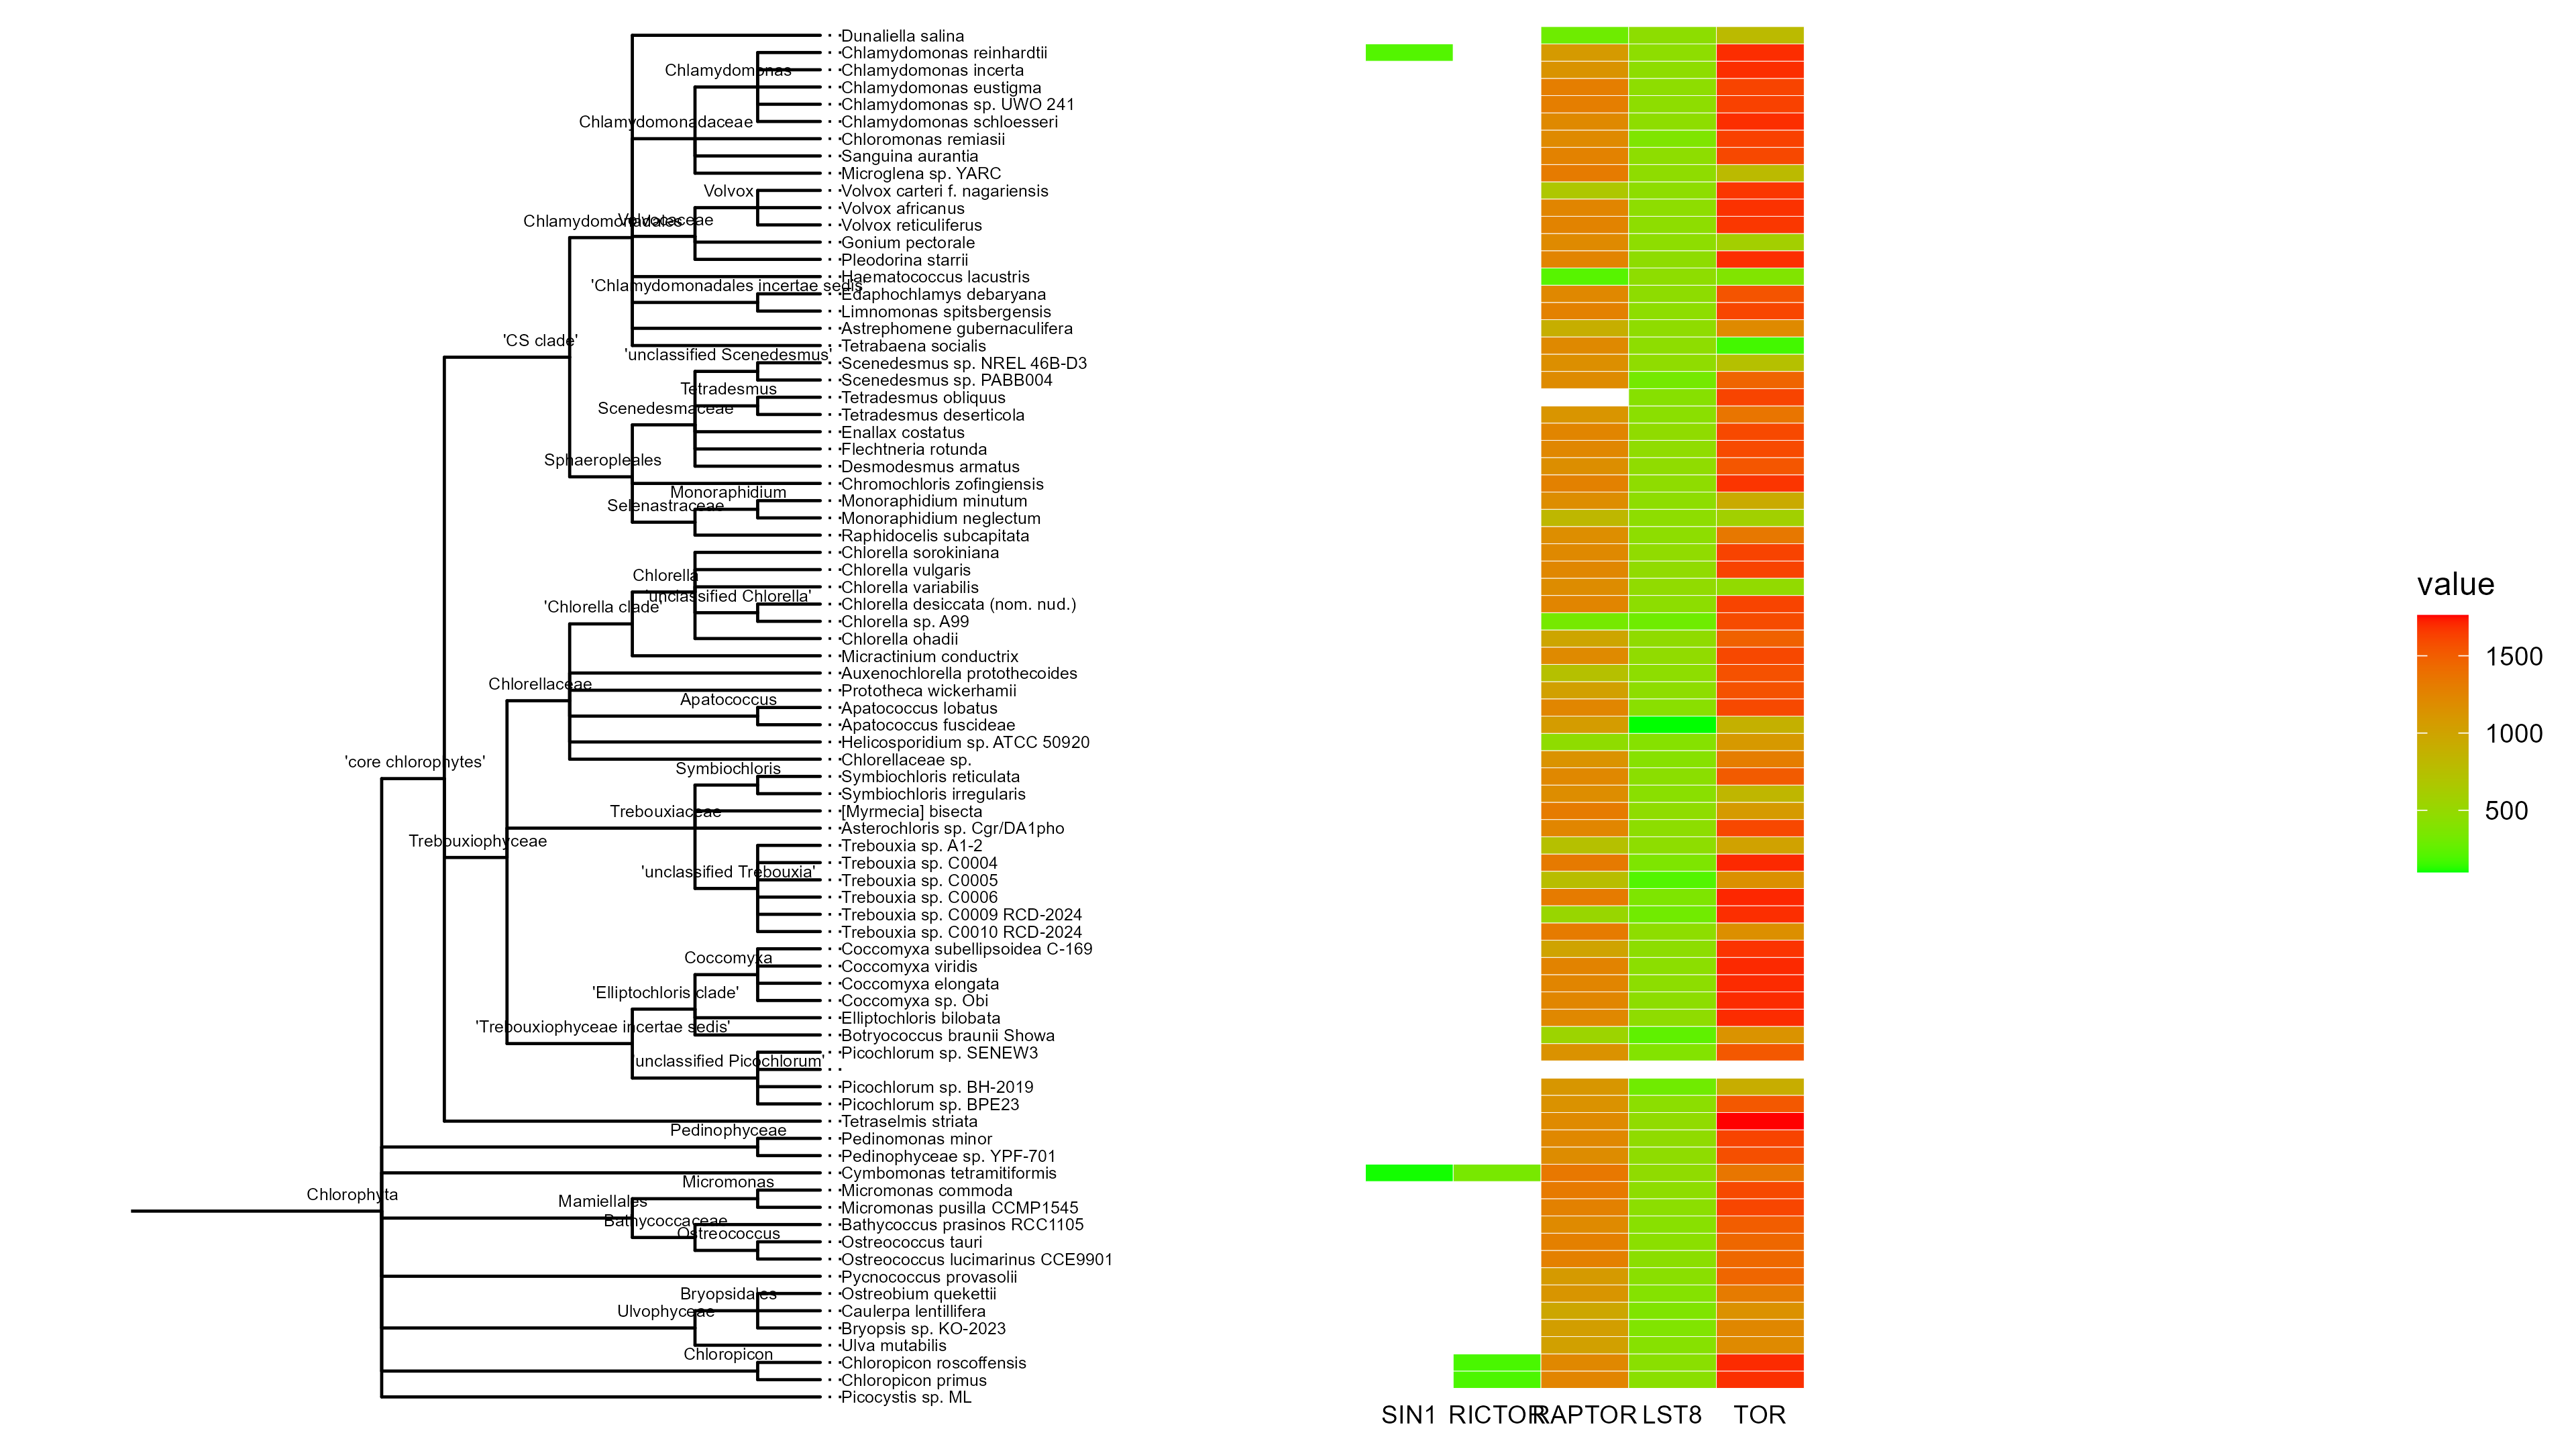 Dunaliella salina
Chlamydomonas reinhardtii
Chlamydomonas
Chlamydomonas incerta
Chlamydomonas eustigma
Chlamydomonas sp. UWO 241
Chlamydomonadaceae
Chlamydomonas schloesseri
Chloromonas remiasii
Sanguina aurantia
Microglena sp. YARC
Volvox
Volvox carteri f. nagariensis
Volvox africanus
Chlamydomonadales
Volvocaceae
Volvox reticuliferus
Gonium pectorale
Pleodorina starrii
Haematococcus lacustris
'Chlamydomonadales incertae sedis'
Edaphochlamys debaryana
Limnomonas spitsbergensis
Astrephomene gubernaculifera
'CS clade'
Tetrabaena socialis
'unclassified Scenedesmus'
Scenedesmus sp. NREL 46B-D3
Scenedesmus sp. PABB004
Tetradesmus
Tetradesmus obliquus
Scenedesmaceae
Tetradesmus deserticola
Enallax costatus
Flechtneria rotunda
Sphaeropleales
Desmodesmus armatus
Chromochloris zofingiensis
Monoraphidium
Monoraphidium minutum
Selenastraceae
Monoraphidium neglectum
Raphidocelis subcapitata
Chlorella sorokiniana
Chlorella
Chlorella vulgaris
Chlorella variabilis
'unclassified Chlorella'
'Chlorella clade'
Chlorella desiccata (nom. nud.)
Chlorella sp. A99
Chlorella ohadii
Micractinium conductrix
Auxenochlorella protothecoides
Chlorellaceae
Prototheca wickerhamii
Apatococcus
Apatococcus lobatus
Apatococcus fuscideae
Helicosporidium sp. ATCC 50920
'core chlorophytes'
Chlorellaceae sp.
Symbiochloris
Symbiochloris reticulata
Symbiochloris irregularis
Trebouxiaceae
[Myrmecia] bisecta
Asterochloris sp. Cgr/DA1pho
Trebouxiophyceae
Trebouxia sp. A1-2
Trebouxia sp. C0004
'unclassified Trebouxia'
Trebouxia sp. C0005
Trebouxia sp. C0006
Trebouxia sp. C0009 RCD-2024
Trebouxia sp. C0010 RCD-2024
Coccomyxa subellipsoidea C-169
Coccomyxa
Coccomyxa viridis
Coccomyxa elongata
'Elliptochloris clade'
Coccomyxa sp. Obi
Elliptochloris bilobata
'Trebouxiophyceae incertae sedis'
Botryococcus braunii Showa
Picochlorum sp. SENEW3
'unclassified Picochlorum'
Picochlorum sp. BH-2019
Picochlorum sp. BPE23
Tetraselmis striata
Pedinophyceae
Pedinomonas minor
Pedinophyceae sp. YPF-701
Cymbomonas tetramitiformis
Micromonas
Micromonas commoda
Chlorophyta
Mamiellales
Micromonas pusilla CCMP1545
Bathycoccaceae
Bathycoccus prasinos RCC1105
Ostreococcus
Ostreococcus tauri
Ostreococcus lucimarinus CCE9901
Pycnococcus provasolii
Bryopsidales
Ostreobium quekettii
Ulvophyceae
Caulerpa lentillifera
Bryopsis sp. KO-2023
Ulva mutabilis
Chloropicon
Chloropicon roscoffensis
Chloropicon primus
Picocystis sp. ML
SIN1 RICTOR RAPTOR LST8 TOR
value
1500
1000
500